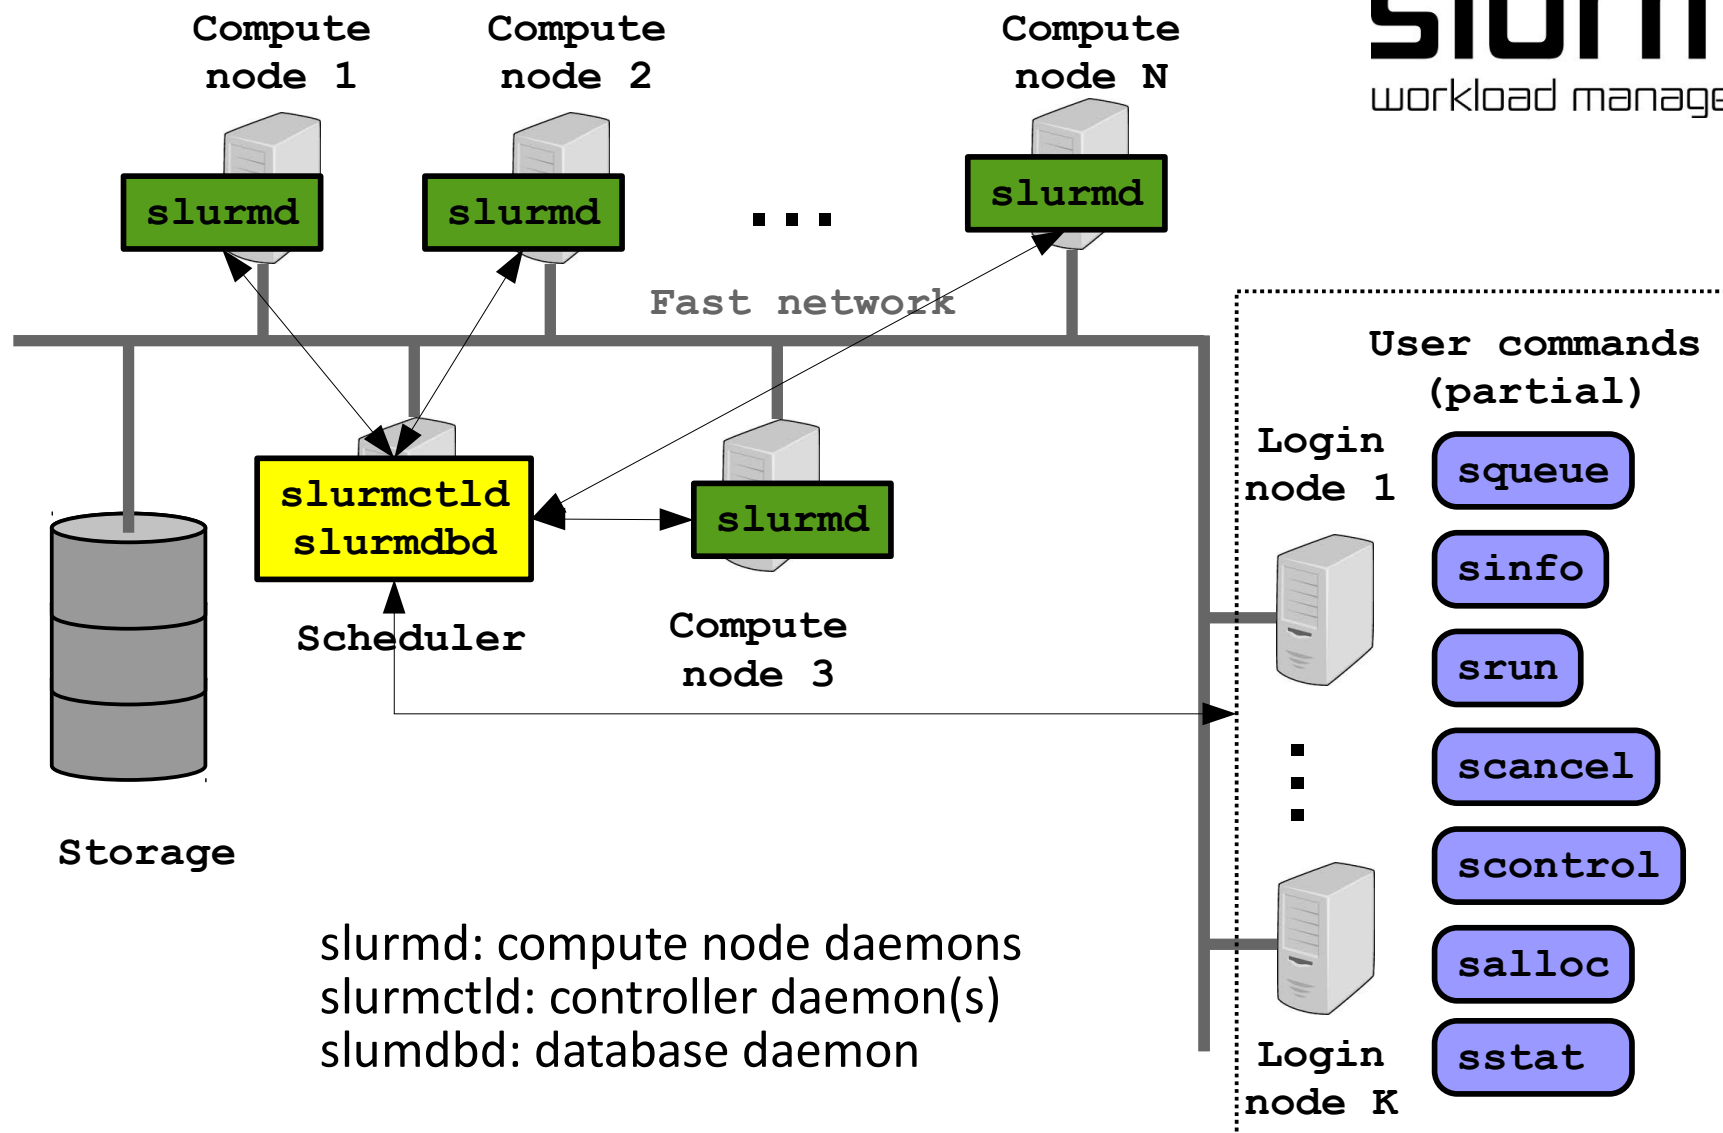 Compute
node 1
Compute
node 2
Compute
node N
slurm
workload manage
slurmd
slurmd
...
slurmd
Fast network
User commands
(partial)
Login
node 1
squeue
slurmctld
slurmdbd
slurmd
sinfo
Scheduler
Compute
node 3
srun
scancel
Storage
scontrol
slurmd: compute node daemons
slurmctld: controller daemon(s)
slumdbd: database daemon
salloc
Login
node K
sstat